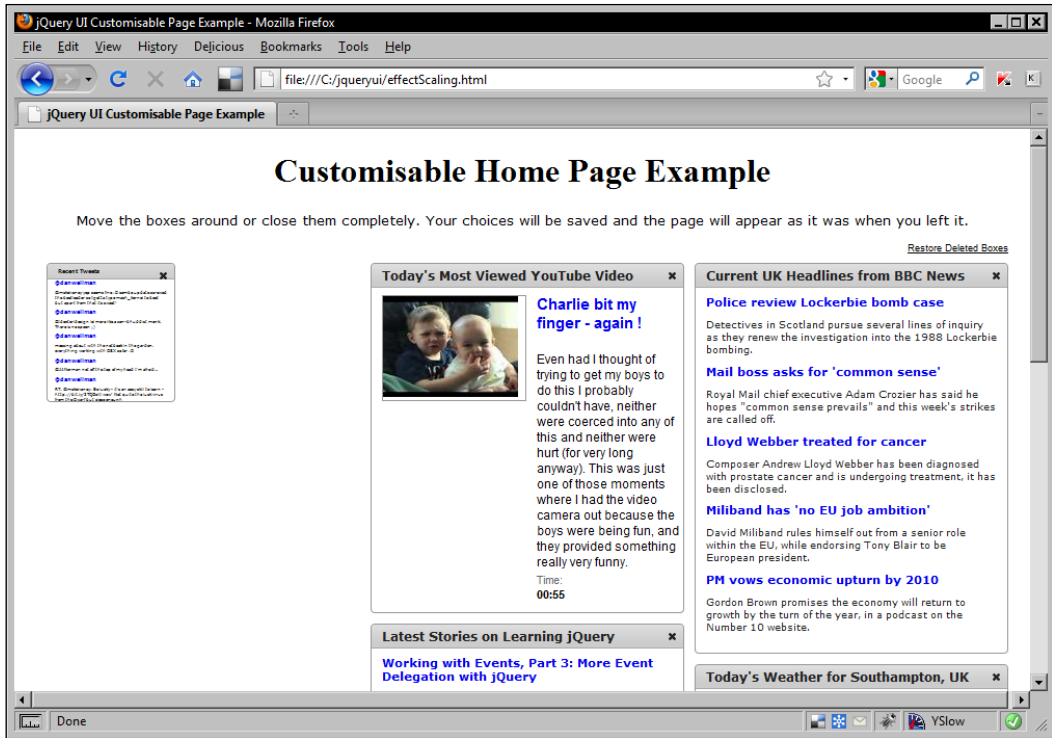 jQuery UI Customisable Page Example - Mozilla Firefox
File Edit View History Delicious Bookmarks Tools Help
file:///C:/jqueryui/effectScaling.html
Google
K
jQuery UI Customisable Page Example
Customisable Home Page Example
Move the boxes around or close them completely. Your choices will be saved and the page will appear as it was when you left it.
Restore Deleted Boxes
Recent Tweets
@danwellman
@danwellman
@danwellman
@danwellman
@danwellman
Today's Most Viewed YouTube Video
Charlie bit my
finger - again !
Even had I thought of
trying to get my boys to
do this I probably
couldn't have, neither
were coerced into any of
this and neither were
hurt (for very long
anyway). This was just
one of those moments
where I had the video
camera out because the
boys were being fun, and
they provided something
really very funny.
Time:
00:55
Latest Stories on Learning jQuery
Working with Events, Part 3: More Event
Delegation with jQuery
Current UK Headlines from BBC News
Police review Lockerbie bomb case
Detectives in Scotland pursue several lines of inquiry
as they renew the investigation into the 1988 Lockerbie
bombing.
Mail boss asks for 'common sense'
Royal Mail chief executive Adam Crozier has said he
hopes "common sense prevails" and this week's strikes
are called off.
Lloyd Webber treated for cancer
Composer Andrew Lloyd Webber has been diagnosed
with prostate cancer and is undergoing treatment, it has
been disclosed.
Miliband has 'no EU job ambition'
David Miliband rules himself out from a senior role
within the EU, while endorsing Tony Blair to be
European president.
PM vows economic upturn by 2010
Gordon Brown promises the economy will return to
growth by the turn of the year, in a podcast on the
Number 10 website.
Today's Weather for Southampton, UK
Done
YSlow